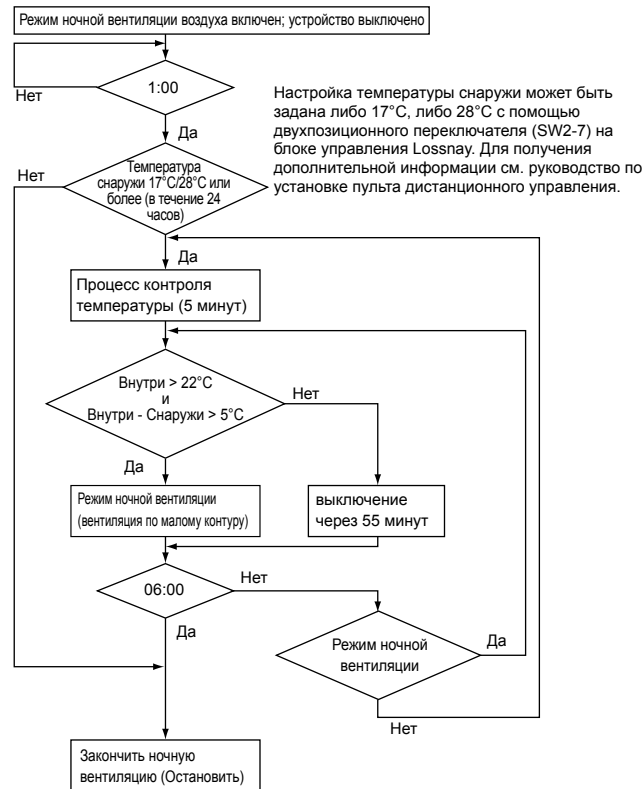 Режим ночной вентиляции воздуха включен; устройство выключено
Нет
1:00
Да
Настройка температуры снаружи может быть
задана либо 17°C, либо 28°C с помощью
двухпозиционного переключателя (SW2-7) на
блоке управления Lossnay. Для получения
дополнительной информации см. руководство по
установке пульта дистанционного управления.
Нет
Температура
снаружи 17°C/28°C или
более (в течение 24
часов)
Да
Процесс контроля
температуры (5 минут)
Внутри > 22°C
и
Внутри - Снаружи > 5°C
Нет
Да
Режим ночной вентиляции
(вентиляция по малому контуру)
выключение
через 55 минут
06:00
Нет
Да
Режим ночной
вентиляции
Да
Нет
Закончить ночную
вентиляцию (Остановить)